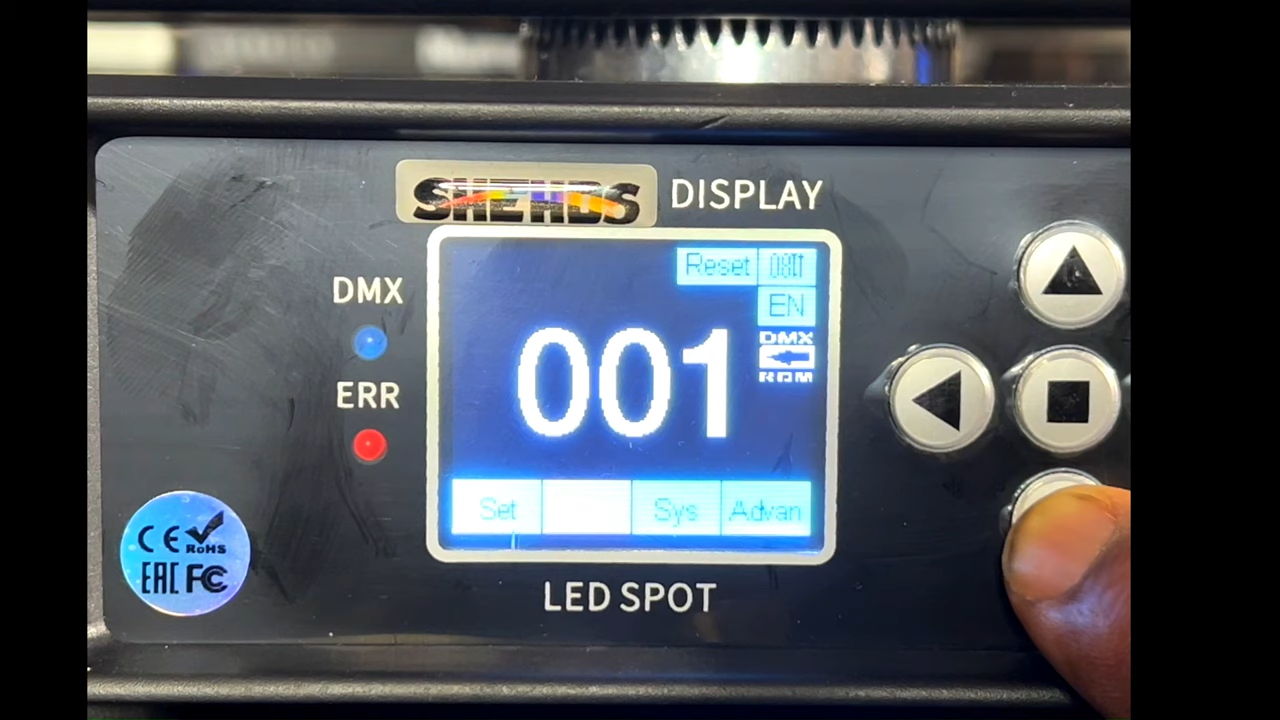 SHEHDS DISPLAY
DMX
ERR
Reset
EN
001
DMX
RDM
Set Sys Advan
CE RoHS
EAC FC
LED SPOT